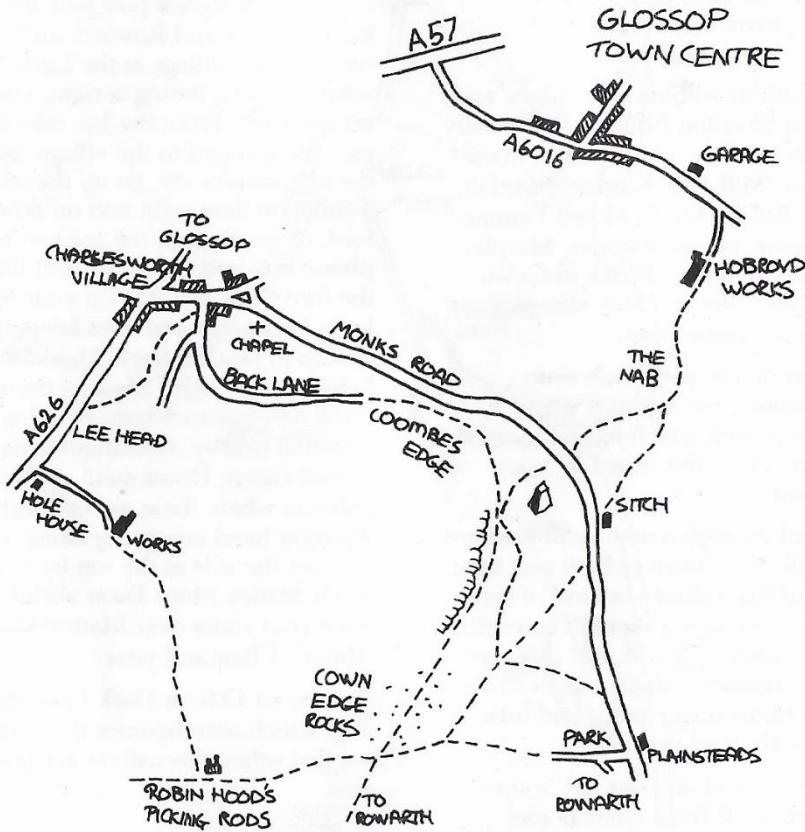 GLOSSOP
TOWN CENTRE
A57
A6016
GARAGE
TO
GLOSSOP
CHARLESWORTH
VILLAGE
HOBROYD
WORKS
CHAPEL
MONKS ROAD
THE
NAB
BACK LANE
A626
LEE HEAD
COOMBES
EDGE
HOLE
HOUSE
WORKS
SITCH
COWN
EDGE
ROCKS
PARK
PLAINSTEADS
TO
ROWARTH
ROBIN HOOD'S
PICKING RODS
TO
ROWARTH